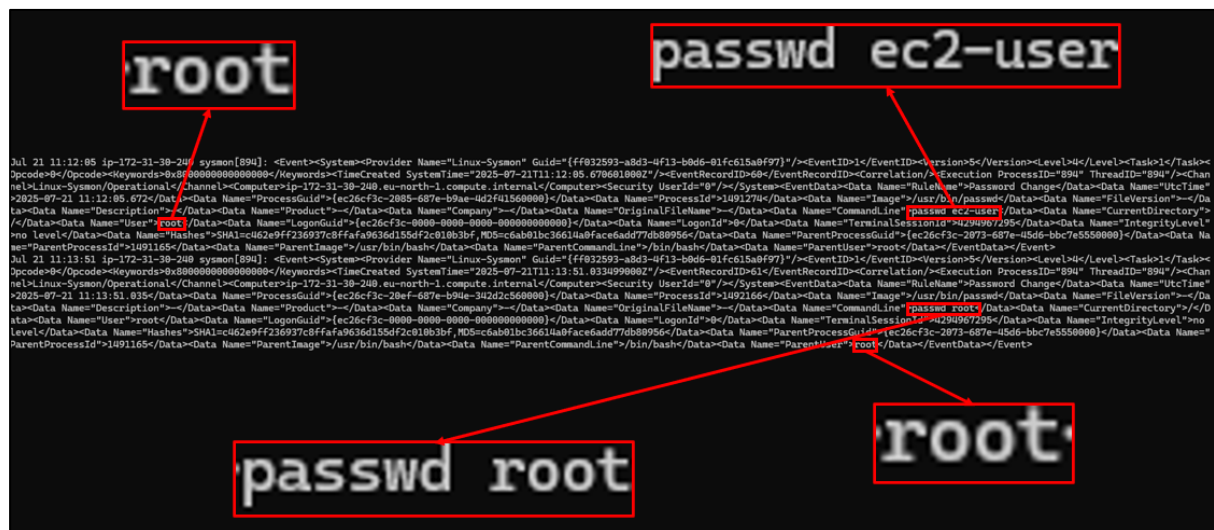 root
passwd ec2-user
Jul 21 11:12:05 ip-172-31-30-240 sysmon[894]: <Event><System><Provider Name="Linux-Sysmon" Guid="{ff032593-a8d3-4f13-b0d6-01fc615a0f97}"/><EventID>1</EventID><Version>5</Version><Level>4</Level><Task>1</Task><
Opcode>0</Opcode><Keywords>0x8000000000000000</Keywords><TimeCreated SystemTime="2025-07-21T11:12:05.670601000Z"/><EventRecordID>60</EventRecordID><Correlation/><Execution ProcessID="894" ThreadID="894"/><Chan
nel>Linux-Sysmon/Operational</Channel><Computer>ip-172-31-30-240.eu-north-1.compute.internal</Computer><Security UserId="0"/></System><EventData><Data Name="RuleName">Password Change</Data><Data Name="UtcTime"
>2025-07-21 11:12:05.672</Data><Data Name="ProcessGuid">{ec26cf3c-2085-687e-b9ae-4d2f41560000}</Data><Data Name="ProcessId">1491274</Data><Data Name="Image">/usr/bin/passwd</Data><Data Name="FileVersion">-</Da
ta><Data Name="Description">-</Data><Data Name="Product">-</Data><Data Name="Company">-</Data><Data Name="OriginalFileName">-</Data><Data Name="CommandLine">passwd ec2-user</Data><Data Name="CurrentDirectory">
/</Data><Data Name="User">root</Data><Data Name="LogonGuid">{ec26cf3c-0000-0000-0000-000000000000}</Data><Data Name="LogonId">0</Data><Data Name="TerminalSessionId">4294967295</Data><Data Name="IntegrityLevel"
>no level</Data><Data Name="Hashes">SHA1=c462e9ff236937c8ffafa9636d155df2c010b3bf,MD5=c6ab01bc36614a0face6add77db80956</Data><Data Name="ParentProcessGuid">{ec26cf3c-2073-687e-45d6-bbc7e5550000}</Data><Data Na
me="ParentProcessId">1491165</Data><Data Name="ParentImage">/usr/bin/bash</Data><Data Name="ParentCommandLine">/bin/bash</Data><Data Name="ParentUser">root</Data></EventData></Event>
Jul 21 11:13:51 ip-172-31-30-240 sysmon[894]: <Event><System><Provider Name="Linux-Sysmon" Guid="{ff032593-a8d3-4f13-b0d6-01fc615a0f97}"/><EventID>1</EventID><Version>5</Version><Level>4</Level><Task>1</Task><
Opcode>0</Opcode><Keywords>0x8000000000000000</Keywords><TimeCreated SystemTime="2025-07-21T11:13:51.033499000Z"/><EventRecordID>61</EventRecordID><Correlation/><Execution ProcessID="894" ThreadID="894"/><Chan
nel>Linux-Sysmon/Operational</Channel><Computer>ip-172-31-30-240.eu-north-1.compute.internal</Computer><Security UserId="0"/></System><EventData><Data Name="RuleName">Password Change</Data><Data Name="UtcTime"
>2025-07-21 11:13:51.035</Data><Data Name="ProcessGuid">{ec26cf3c-20ef-687e-b94e-342d2c560000}</Data><Data Name="ProcessId">1492166</Data><Data Name="Image">/usr/bin/passwd</Data><Data Name="FileVersion">-</Da
ta><Data Name="Description">-</Data><Data Name="Product">-</Data><Data Name="Company">-</Data><Data Name="OriginalFileName">-</Data><Data Name="CommandLine">passwd root</Data><Data Name="CurrentDirectory">/</D
ata><Data Name="User">root</Data><Data Name="LogonGuid">{ec26cf3c-0000-0000-0000-000000000000}</Data><Data Name="LogonId">0</Data><Data Name="TerminalSessionId">4294967295</Data><Data Name="IntegrityLevel">no
level</Data><Data Name="Hashes">SHA1=c462e9ff236937c8ffafa9636d155df2c010b3bf,MD5=c6ab01bc36614a0face6add77db80956</Data><Data Name="ParentProcessGuid">{ec26cf3c-2073-687e-45d6-bbc7e5550000}</Data><Data Name="
ParentProcessId">1491165</Data><Data Name="ParentImage">/usr/bin/bash</Data><Data Name="ParentCommandLine">/bin/bash</Data><Data Name="ParentUser">root</Data></EventData></Event>
root
passwd root